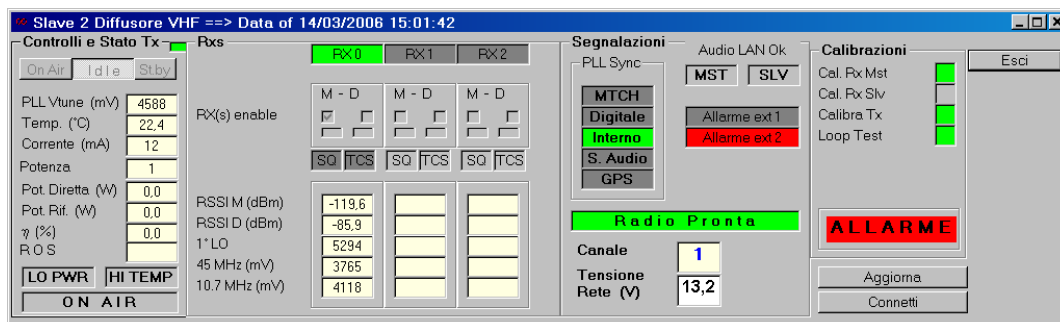 Slave 2 Diffusore VHF ==> Data of 14/03/2006 15:01:42
Controlli e Stato Tx
On Air Idle St.by
PLL Vtune (mV) 4588
Temp. (°C) 22,4
Corrente (mA) 12
Potenza 1
Pot. Diretta (W) 0,0
Pot. Rif. (W) 0,0
η (%) 0,0
R O S
LO PWR HI TEMP
ON AIR
Rxs
RX 0 RX 1 RX 2
M - D M - D M - D
RX(s) enable
SQ TCS SQ TCS SQ TCS
RSSI M (dBm) -119,6
RSSI D (dBm) -85,9
1° LO 5294
45 MHz (mV) 3765
10.7 MHz (mV) 4118
Segnalazioni
PLL Sync
MTCH
Digitale
Interno
S. Audio
GPS
Audio LAN Ok
MST SLV
Allarme ext 1
Allarme ext 2
Radio Pronta
Canale 1
Tensione
Rete (V) 13,2
Calibrazioni
Cal. Rx Mst
Cal. Rx Slv
Calibra Tx
Loop Test
ALLARME
Aggiorna
Connetti
Esci